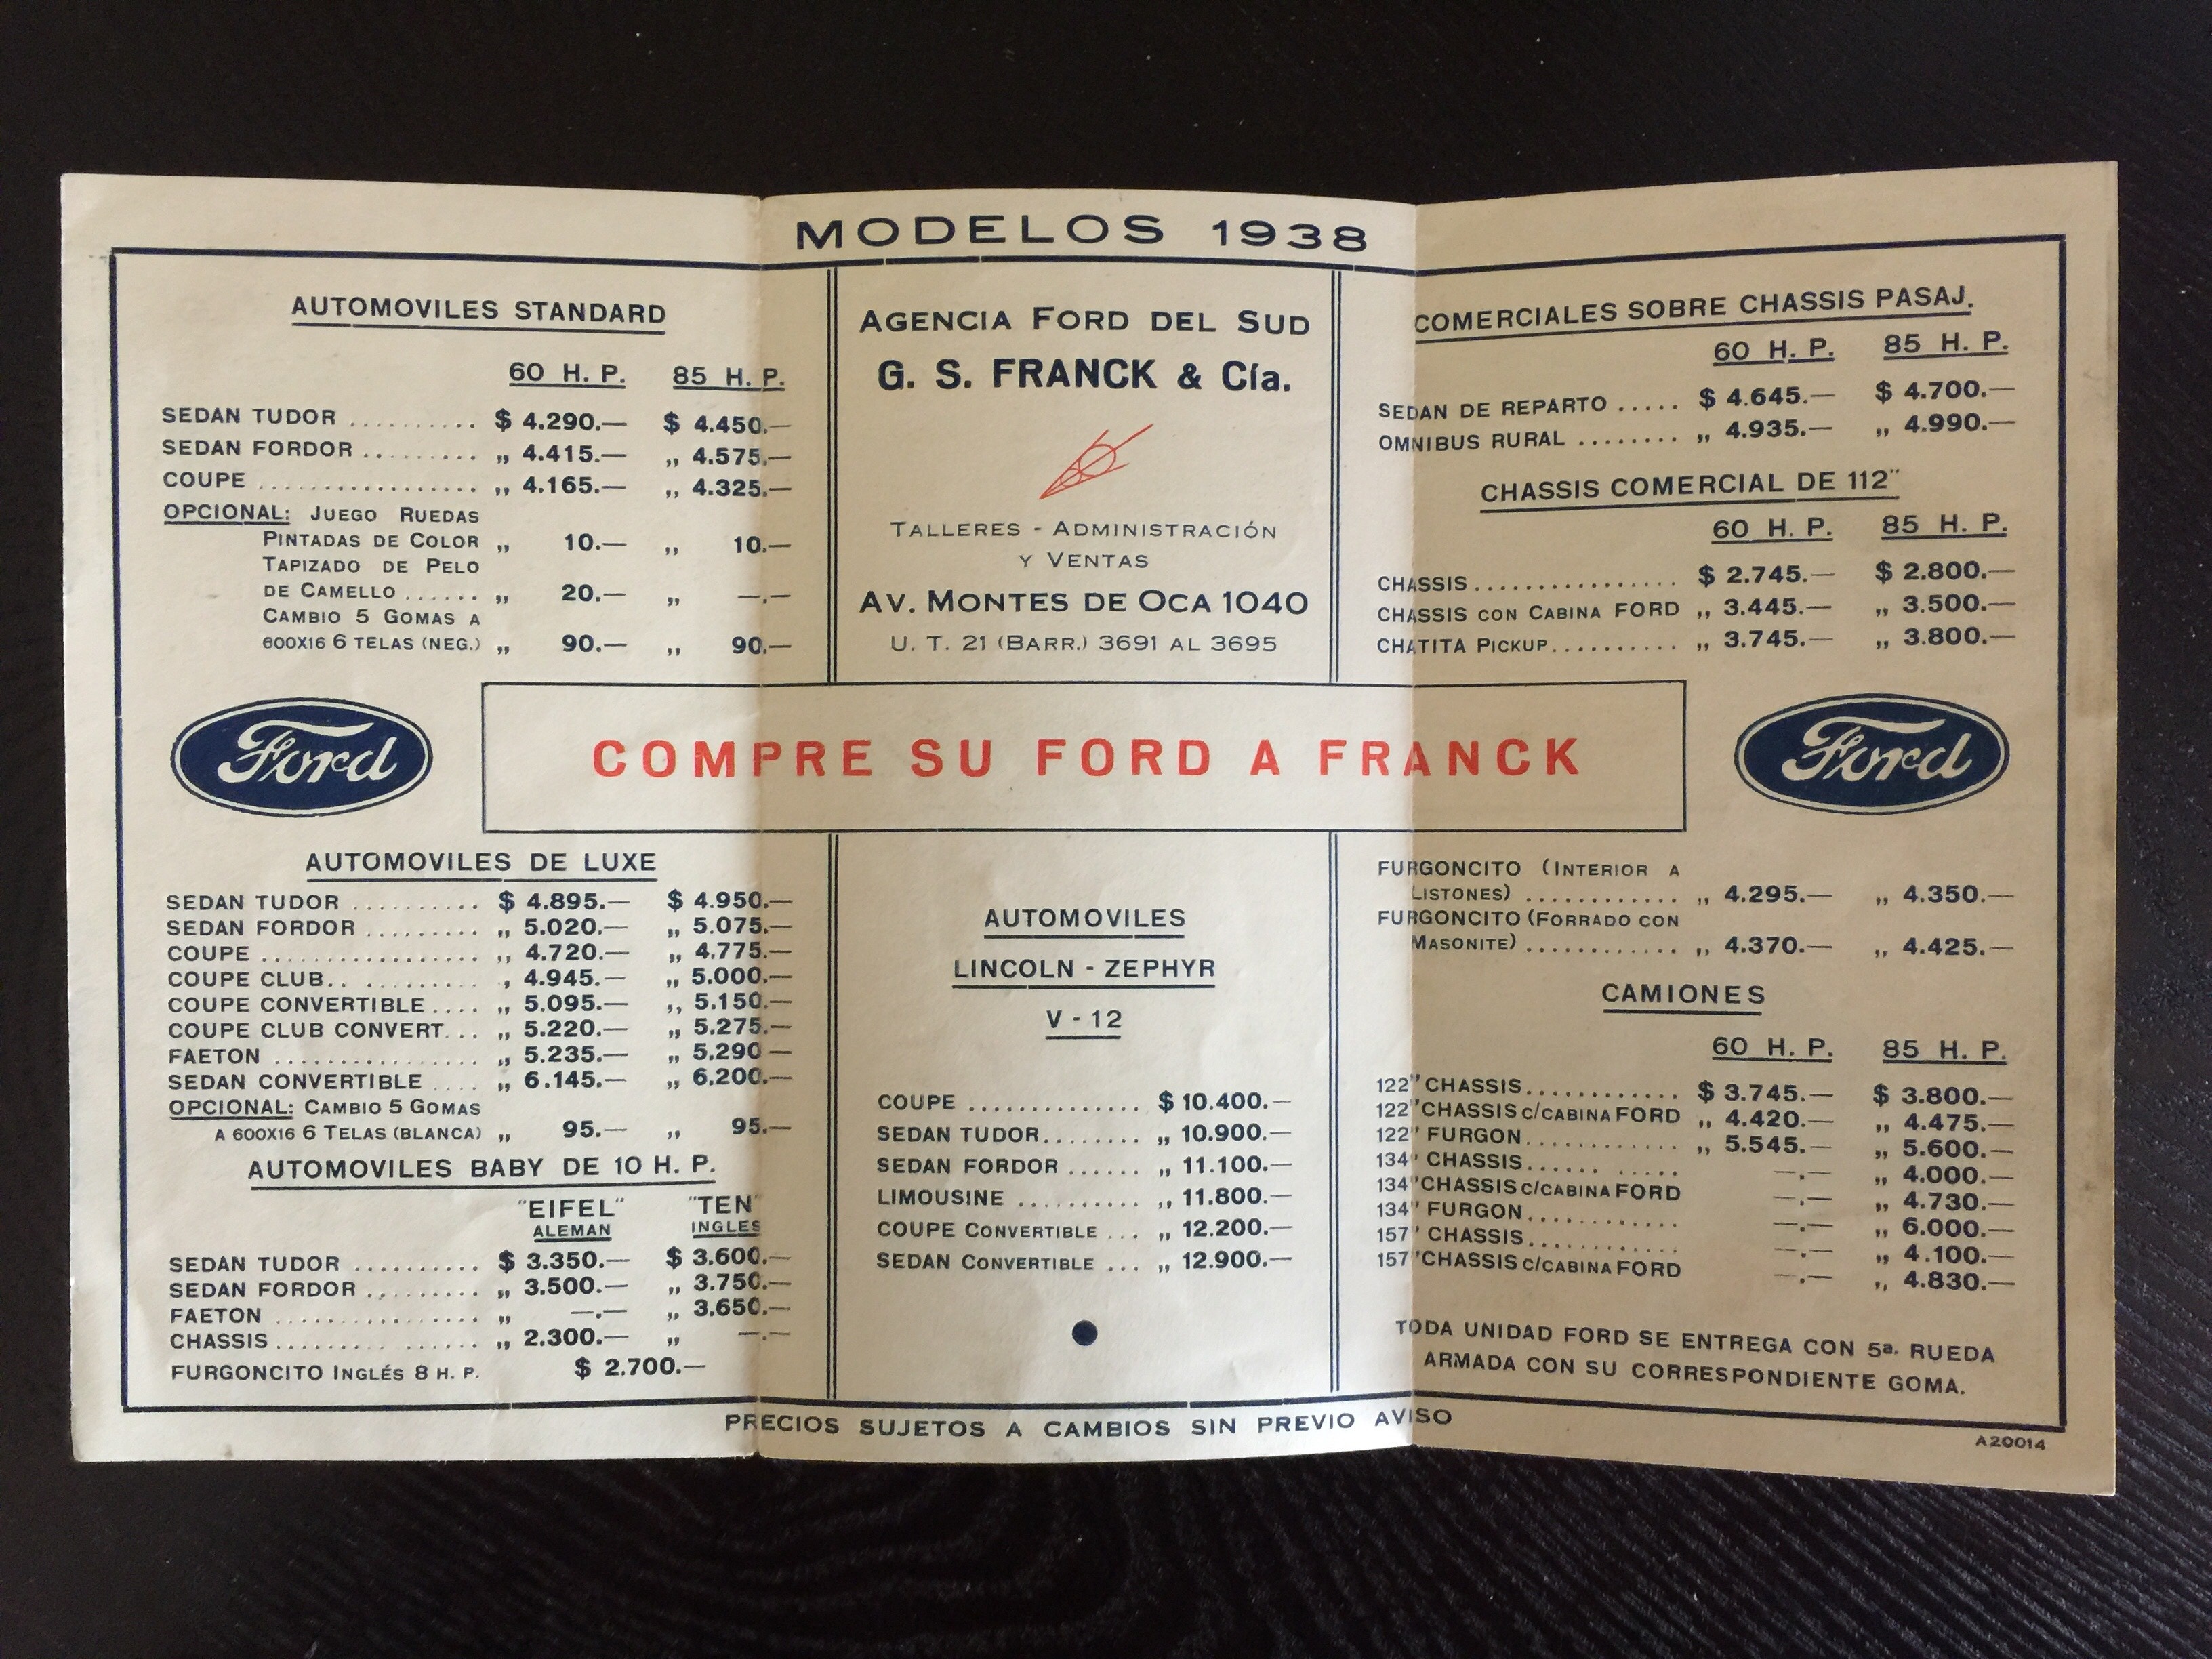 MODELOS 1938
AUTOMOVILES STANDARD
60 H. P. 85 H. P.
SEDAN TUDOR .......... $ 4.290.— $ 4.450.—
SEDAN FORDOR ......... „ 4.415.— „ 4.575.—
COUPE ................. „ 4.165.— „ 4.325.—
OPCIONAL: JUEGO RUEDAS
PINTADAS DE COLOR „ 10.— „ 10.—
TAPIZADO DE PELO
DE CAMELLO ...... „ 20.— „ —.—
CAMBIO 5 GOMAS A
600X16 6 TELAS (NEG.) „ 90.— „ 90.—
AGENCIA FORD DEL SUD
G. S. FRANCK & Cía.
TALLERES - ADMINISTRACIÓN
Y VENTAS
AV. MONTES DE OCA 1040
U. T. 21 (BARR.) 3691 AL 3695
COMERCIALES SOBRE CHASSIS PASAJ.
60 H. P. 85 H. P.
SEDAN DE REPARTO ..... $ 4.645.— $ 4.700.—
OMNIBUS RURAL ........ „ 4.935.— „ 4.990.—
CHASSIS COMERCIAL DE 112"
60 H. P. 85 H. P.
CHASSIS................ $ 2.745.— $ 2.800.—
CHASSIS CON CABINA FORD „ 3.445.— „ 3.500.—
CHATITA PICKUP.......... „ 3.745.— „ 3.800.—
Ford
COMPRE SU FORD A FRANCK
Ford
AUTOMOVILES DE LUXE
SEDAN TUDOR .......... $ 4.895.— $ 4.950.—
SEDAN FORDOR ......... „ 5.020.— „ 5.075.—
COUPE ................. „ 4.720.— „ 4.775.—
COUPE CLUB.. ......... „ 4.945.— „ 5.000.—
COUPE CONVERTIBLE .... „ 5.095.— „ 5.150.—
COUPE CLUB CONVERT... „ 5.220.— „ 5.275.—
FAETON ................ „ 5.235.— „ 5.290 —
SEDAN CONVERTIBLE .... „ 6.145.— „ 6.200.—
OPCIONAL: CAMBIO 5 GOMAS
A 600X16 6 TELAS (BLANCA) „ 95.— „ 95.—
AUTOMOVILES BABY DE 10 H. P.
"EIFEL" "TEN"
ALEMAN INGLES
SEDAN TUDOR .......... $ 3.350.— $ 3.600.—
SEDAN FORDOR ......... „ 3.500.— „ 3.750.—
FAETON ................ „ —.— „ 3.650.—
CHASSIS................ „ 2.300.— „ —.—
FURGONCITO INGLÉS 8 H. P. $ 2.700.—
AUTOMOVILES
LINCOLN - ZEPHYR
V - 12
COUPE .............. $ 10.400.—
SEDAN TUDOR........ „ 10.900.—
SEDAN FORDOR ...... „ 11.100.—
LIMOUSINE .......... „ 11.800.—
COUPE CONVERTIBLE ... „ 12.200.—
SEDAN CONVERTIBLE ... „ 12.900.—
FURGONCITO (INTERIOR A
LISTONES) ............ „ 4.295.— „ 4.350.—
FURGONCITO (FORRADO CON
MASONITE) ............ „ 4.370.— „ 4.425.—
CAMIONES
60 H. P. 85 H. P.
122" CHASSIS............ $ 3.745.— $ 3.800.—
122" CHASSIS C/CABINA FORD „ 4.420.— „ 4.475.—
122" FURGON............ „ 5.545.— „ 5.600.—
134" CHASSIS...... ..... —.— „ 4.000.—
134" CHASSIS C/CABINA FORD —.— „ 4.730.—
134" FURGON............ —.— „ 6.000.—
157" CHASSIS............ —.— „ 4.100.—
157" CHASSIS C/CABINA FORD —.— „ 4.830.—
TODA UNIDAD FORD SE ENTREGA CON 5ª. RUEDA
ARMADA CON SU CORRESPONDIENTE GOMA.
PRECIOS SUJETOS A CAMBIOS SIN PREVIO AVISO
A20014